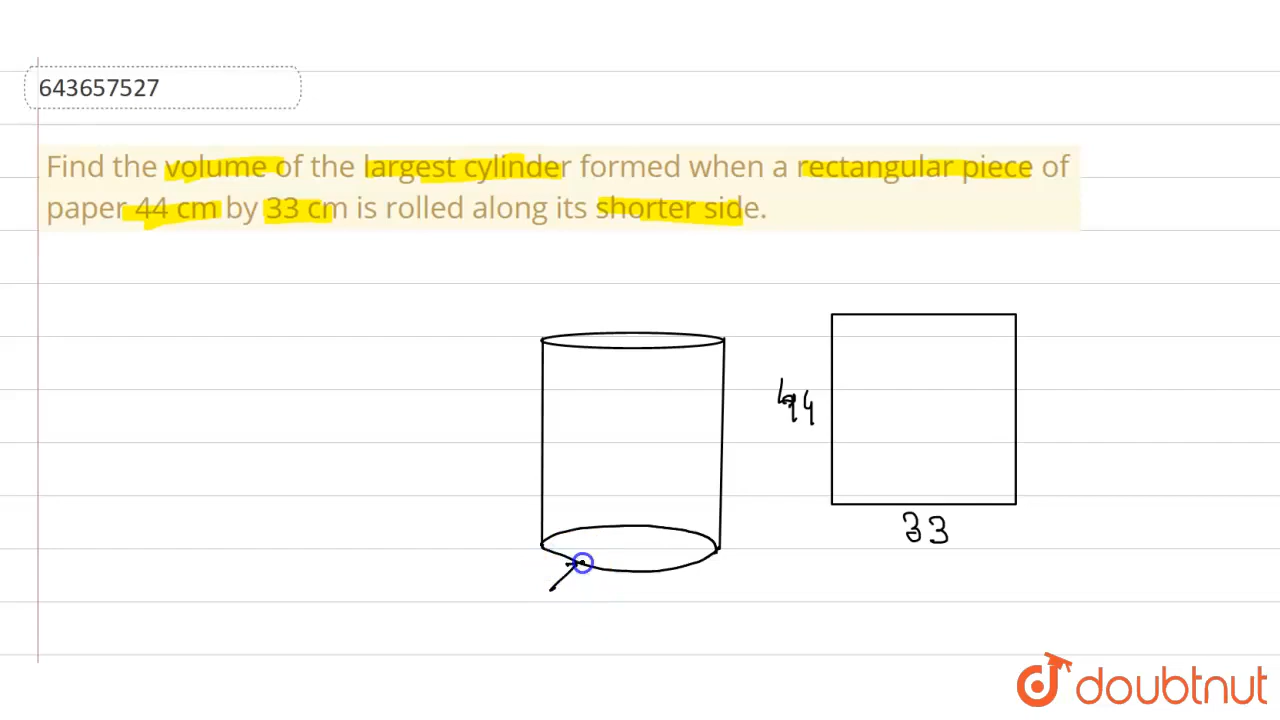 643657527
Find the volume of the largest cylinder formed when a rectangular piece of
paper 44 cm by 33 cm is rolled along its shorter side.
44
33
doubtnut